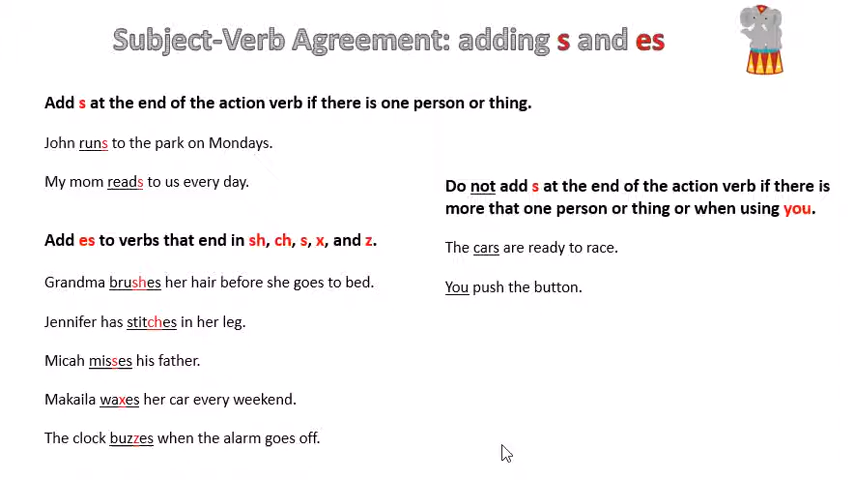 Subject-Verb Agreement: adding s and es
Add s at the end of the action verb if there is one person or thing.
John runs to the park on Mondays.
My mom reads to us every day.
Add es to verbs that end in sh, ch, s, x, and z.
Grandma brushes her hair before she goes to bed.
Jennifer has stitches in her leg.
Micah misses his father.
Makaila waxes her car every weekend.
The clock buzzes when the alarm goes off.
Do not add s at the end of the action verb if there is
more that one person or thing or when using you.
The cars are ready to race.
You push the button.